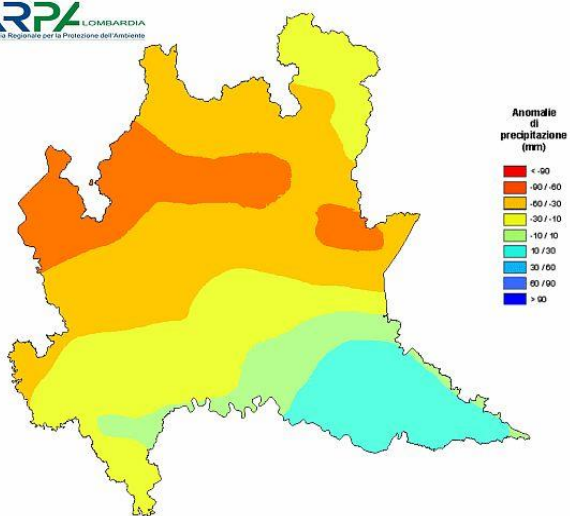 ARPA LOMBARDIA
Regionale per la Protezione dell'Ambiente
Anomalie
di
precipitazione
(mm)
< -90
-90 / -60
-60 / -30
-30 / -10
-10 / 10
10 / 30
30 / 60
60 / 90
> 90